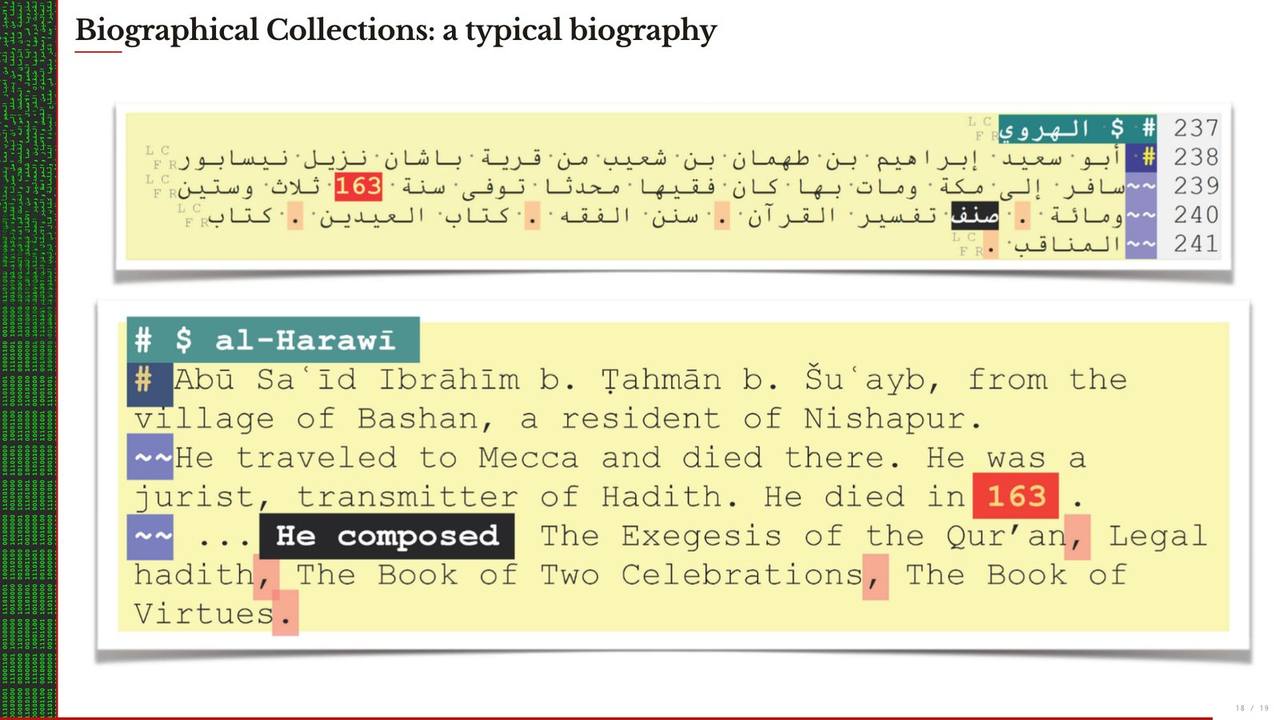 Biographical Collections: a typical biography
# $ الهروي 237
# أبو سعيد إبراهيم بن طهمان بن شعيب من قرية باشان نزيل نيسابور 238
~~سافر إلى مكة ومات بها كان فقيها محدثا توفى سنة 163 ثلاث وستين 239
~~ومائة . صنف تفسير القرآن . سنن الفقه . كتاب العيدين . كتاب 240
~~المناقب . 241
# $ al-Harawī
# Abū Saʿīd Ibrāhīm b. Ṭahmān b. Šuʿayb, from the
village of Bashan, a resident of Nishapur.
~~He traveled to Mecca and died there. He was a
jurist, transmitter of Hadith. He died in 163 .
~~ ... He composed The Exegesis of the Qur’an, Legal
hadith, The Book of Two Celebrations, The Book of
Virtues.
18 / 19